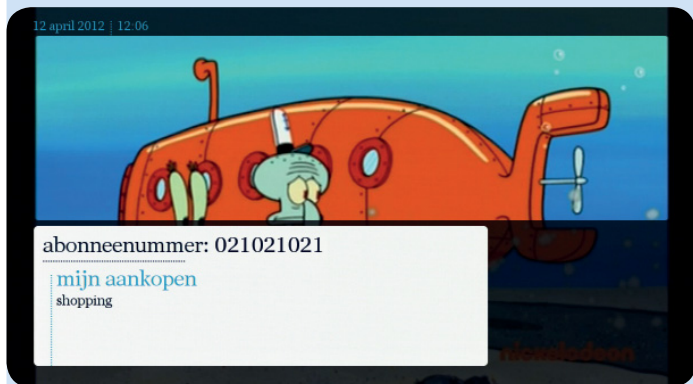 12 april 2012 | 12:06
abonneenummer: 021021021
mijn aankopen
shopping
nickelodeon